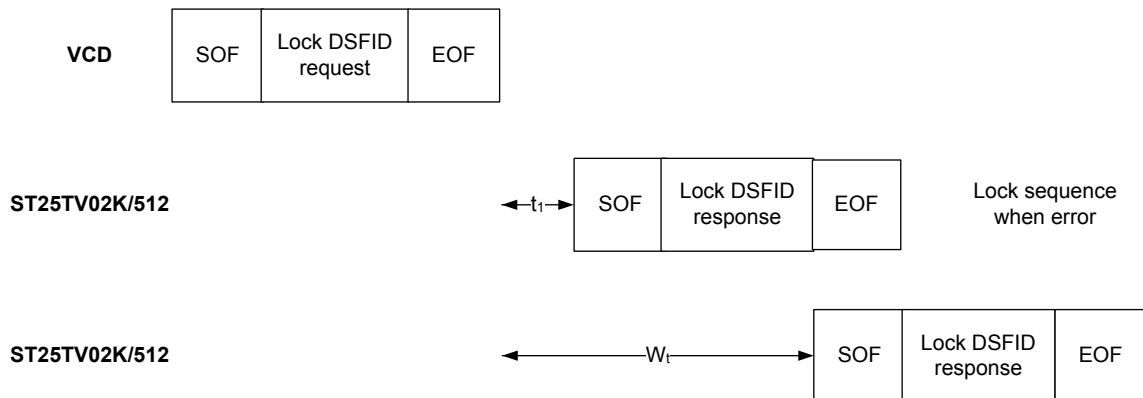 VCD
SOF
Lock DSFID
request
EOF
ST25TV02K/512
t1
SOF
Lock DSFID
response
EOF
Lock sequence
when error
ST25TV02K/512
Wt
SOF
Lock DSFID
response
EOF